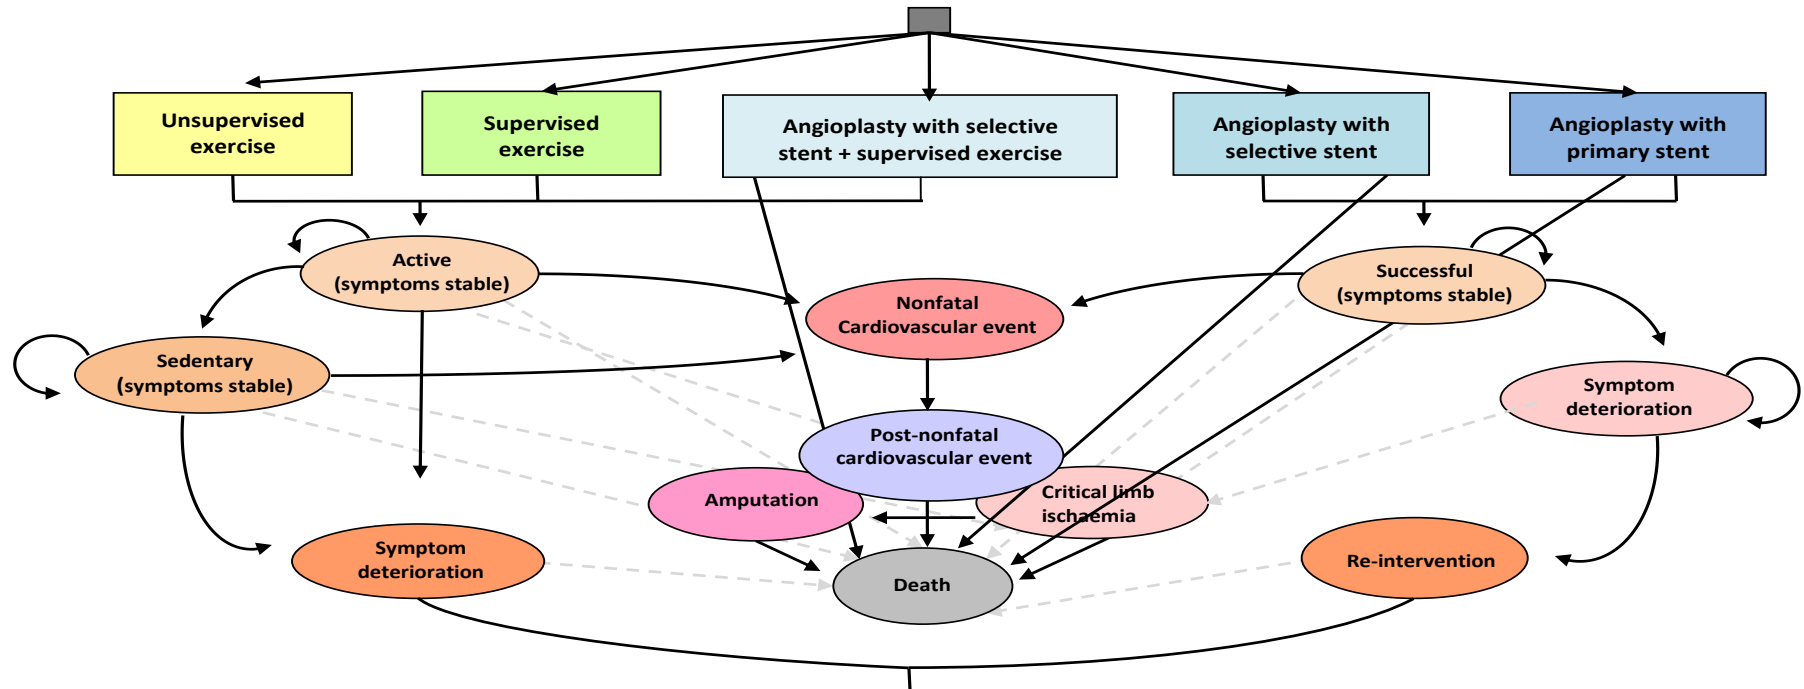 Unsupervised
exercise
Supervised
exercise
Angioplasty with selective
stent + supervised exercise
Angioplasty with
selective stent
Angioplasty with
primary stent
Active
(symptoms stable)
Successful
(symptoms stable)
Nonfatal
Cardiovascular event
Sedentary
(symptoms stable)
Symptom
deterioration
Post-nonfatal
cardiovascular event
Amputation
Critical limb
ischaemia
Symptom
deterioration
Death
Re-intervention